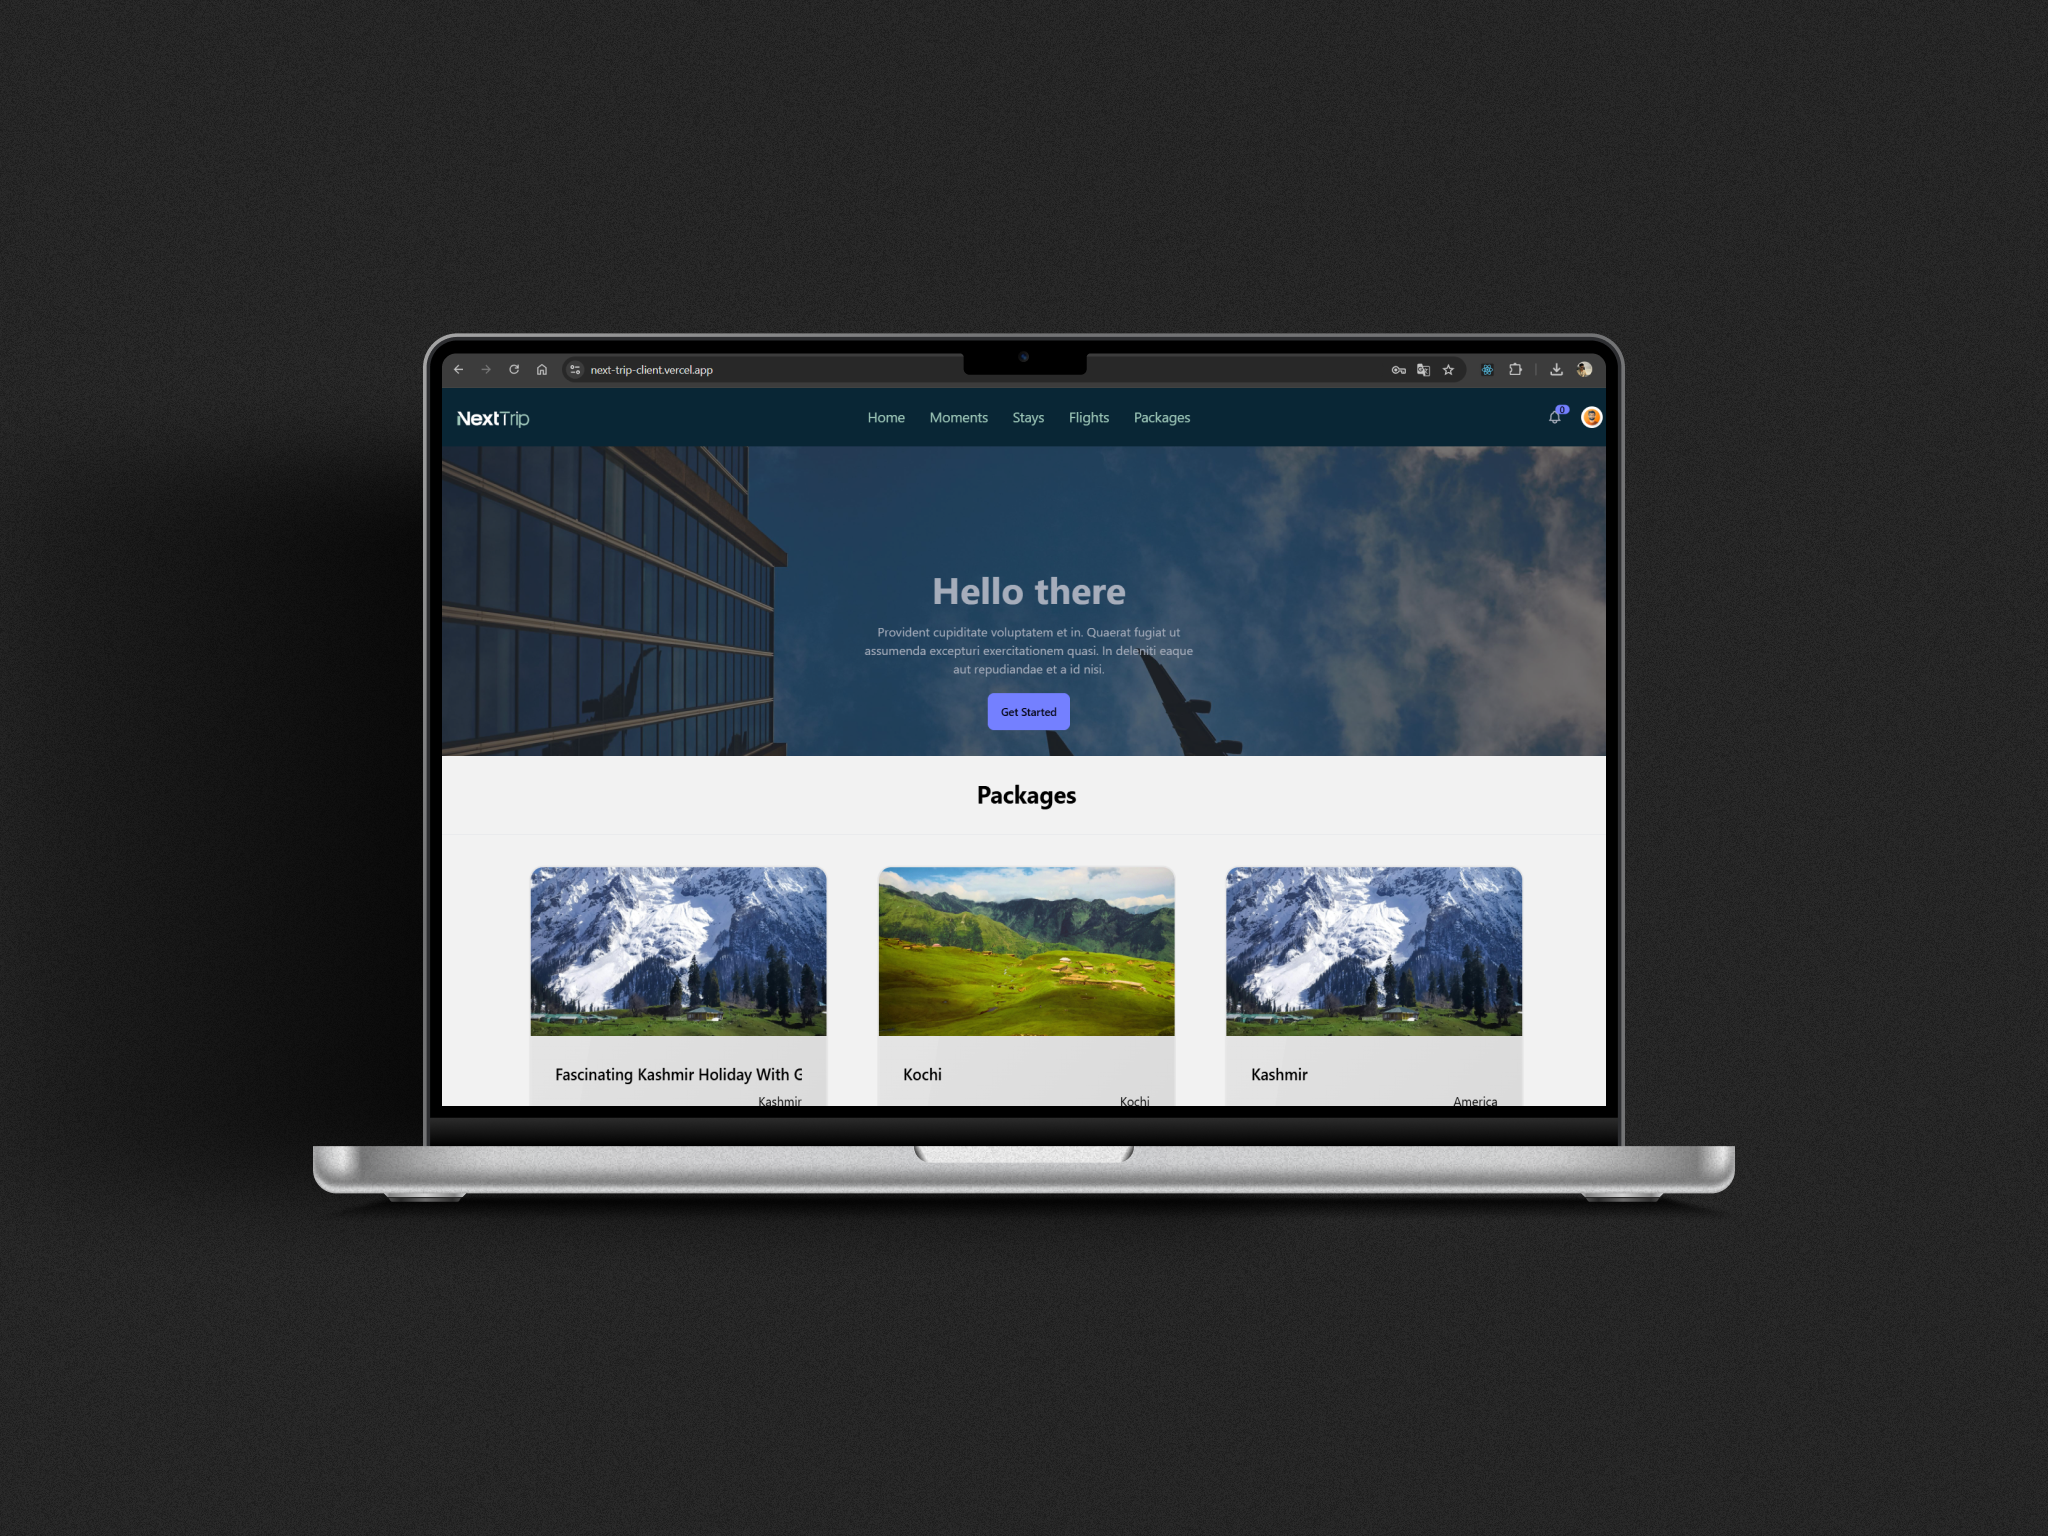 next-trip-client.vercel.app
NextTrip
Home Moments Stays Flights Packages
0
Hello there
Provident cupiditate voluptatem et in. Quaerat fugiat ut
assumenda excepturi exercitationem quasi. In deleniti eaque
aut repudiandae et a id nisi.
Get Started
Packages
Fascinating Kashmir Holiday With G
Kashmir
Kochi
Kochi
Kashmir
America